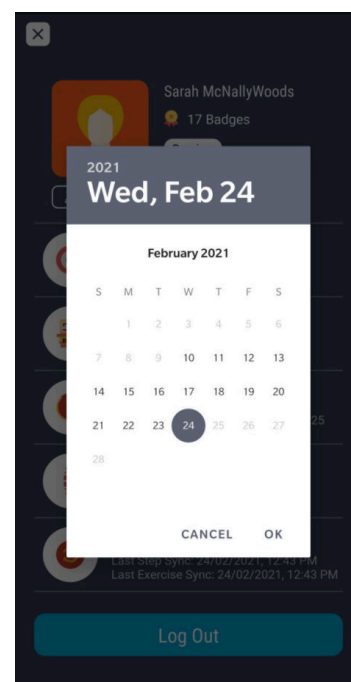 Sarah McNallyWoods
17 Badges
2021
Wed, Feb 24
February 2021
S M T W T F S
1 2 3 4 5 6
7 8 9 10 11 12 13
14 15 16 17 18 19 20
21 22 23 24 25 26 27
28
25
CANCEL OK
Last Step Sync: 24/02/2021, 12:43 PM
Last Exercise Sync: 24/02/2021, 12:43 PM
Log Out